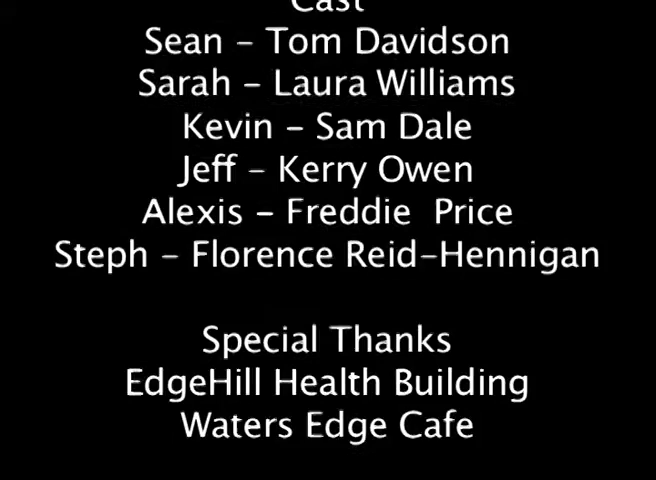 Cast
Sean – Tom Davidson
Sarah – Laura Williams
Kevin – Sam Dale
Jeff – Kerry Owen
Alexis – Freddie  Price
Steph – Florence Reid-Hennigan
Special Thanks
EdgeHill Health Building
Waters Edge Cafe